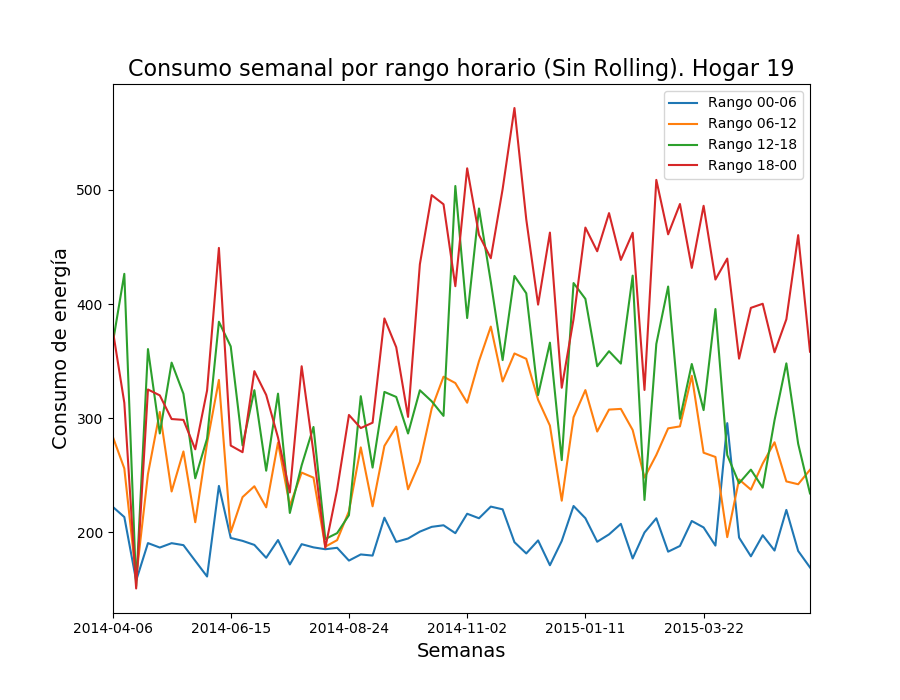 Consumo semanal por rango horario (Sin Rolling). Hogar 19
Rango 00-06
Rango 06-12
Rango 12-18
Rango 18-00
Consumo de energía
500
400
300
200
2014-04-06
2014-06-15
2014-08-24
2014-11-02
2015-01-11
2015-03-22
Semanas